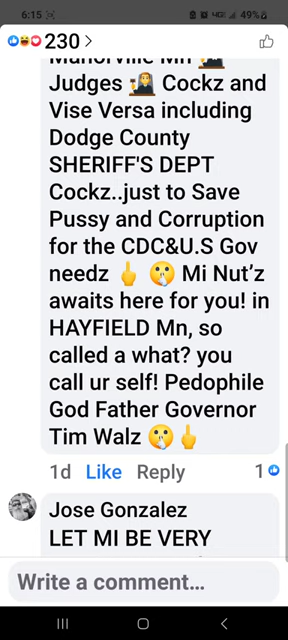 6:15 49%
230 >
Manorville Mn 👩‍⚖️
Judges 👩‍⚖️ Cockz and
Vise Versa including
Dodge County
SHERIFF'S DEPT
Cockz..just to Save
Pussy and Corruption
for the CDC&U.S Gov
needz 🖕 🤫 Mi Nut'z
awaits here for you! in
HAYFIELD Mn, so
called a what? you
call ur self! Pedophile
God Father Governor
Tim Walz 🤫🖕
1d Like Reply 1
Jose Gonzalez
LET MI BE VERY
Write a comment...